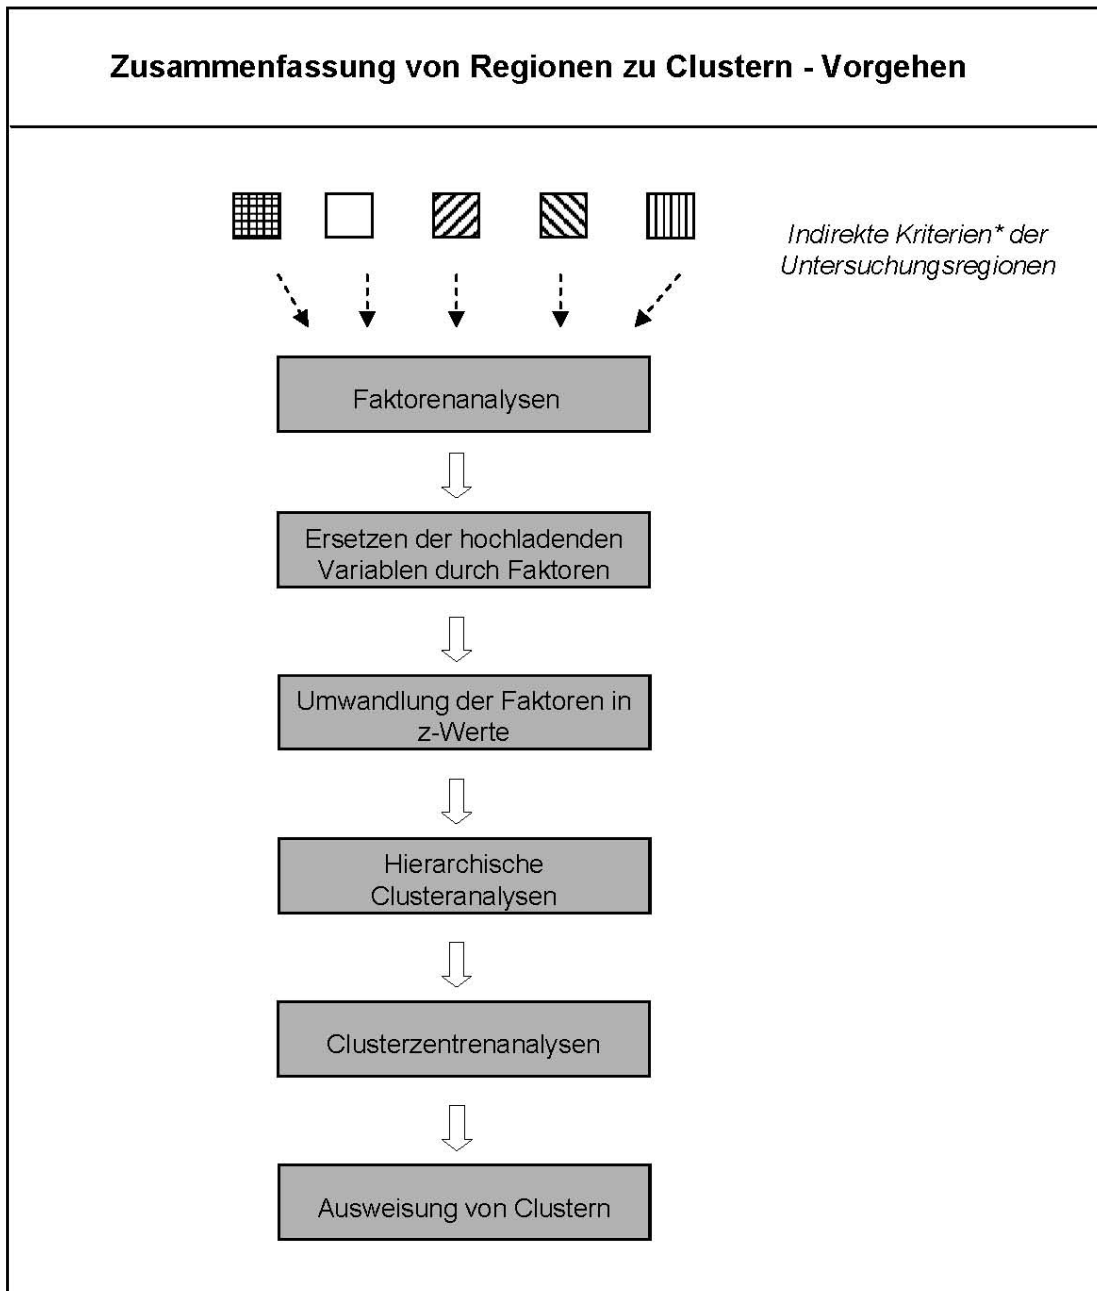 Zusammenfassung von Regionen zu Clustern - Vorgehen
Indirekte Kriterien* der
Untersuchungsregionen
Faktorenanalysen
Ersetzen der hochladenden
Variablen durch Faktoren
Umwandlung der Faktoren in
z-Werte
Hierarchische
Clusteranalysen
Clusterzentrenanalysen
Ausweisung von Clustern